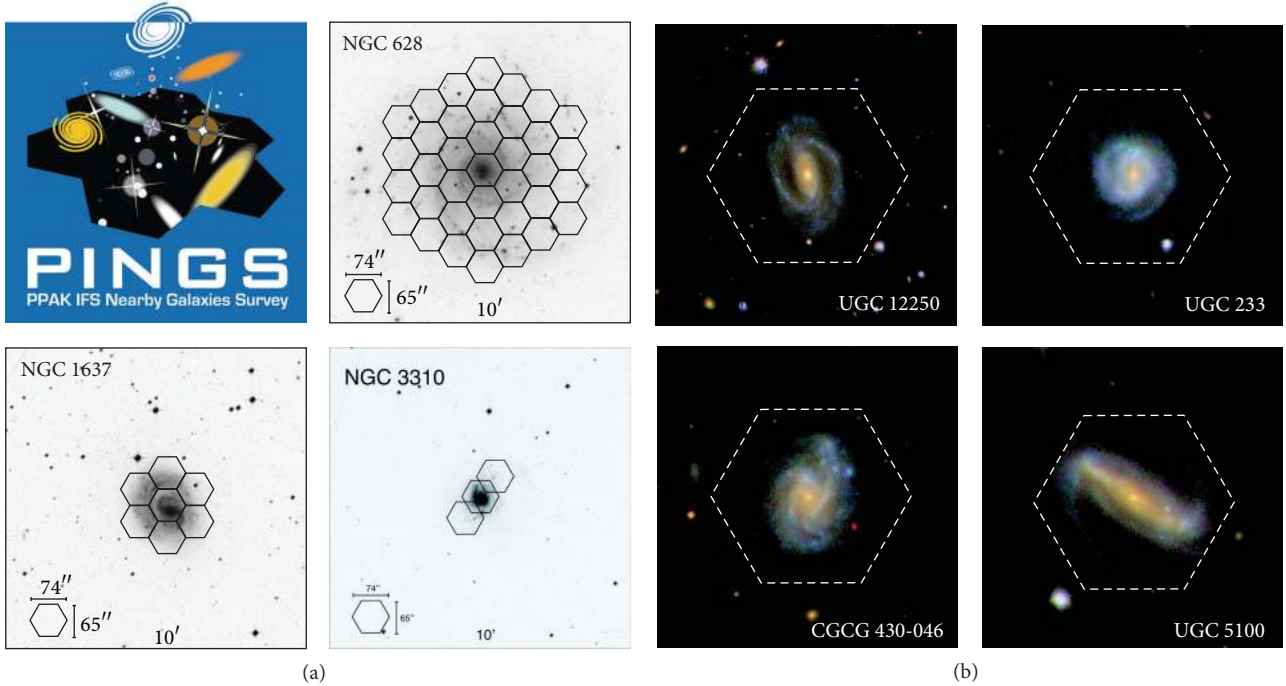 PINGS
PPAK IFS Nearby Galaxies Survey
NGC 628
74″
65″
10′
UGC 12250
UGC 233
NGC 1637
74″
65″
10′
NGC 3310
74"
65"
10'
CGCG 430-046
UGC 5100
(a)
(b)